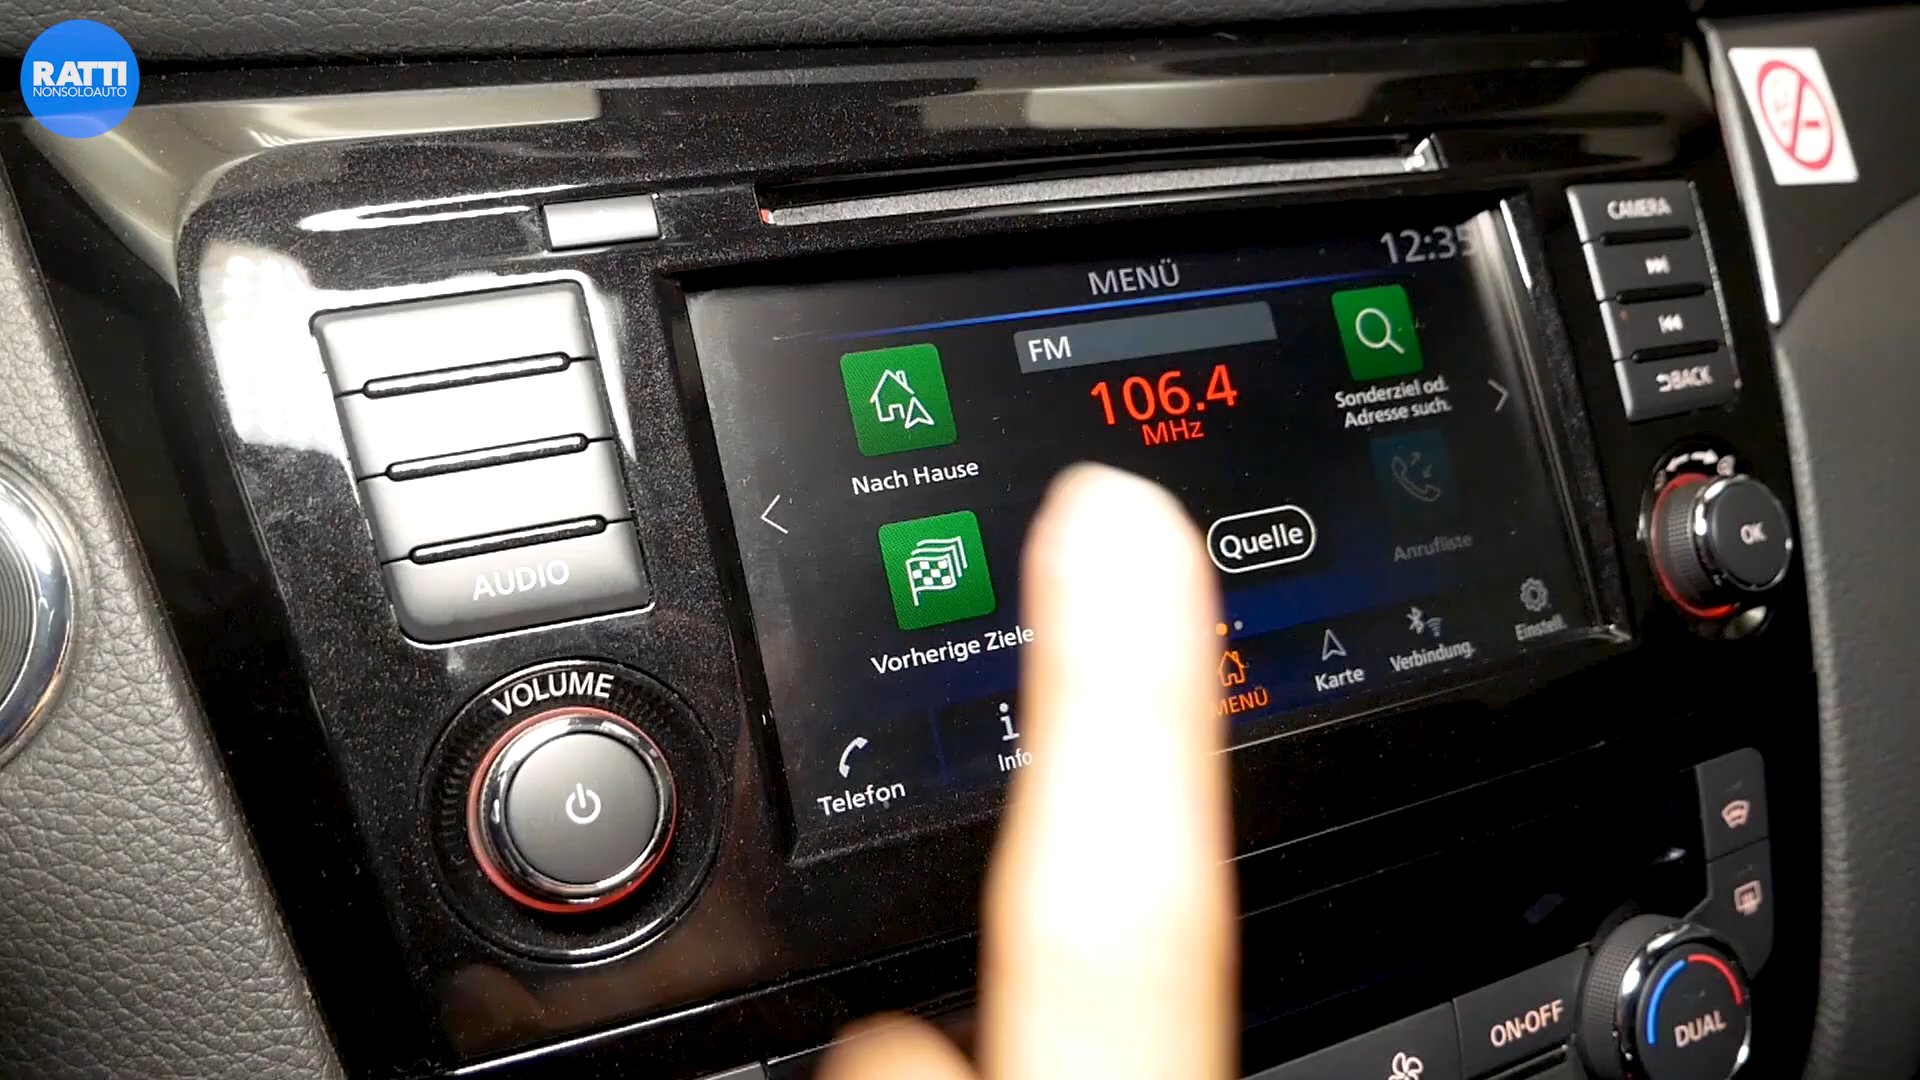 RATTI
NONSOLOAUTO
CAMERA
MENÜ
12:35
FM
106.4
MHz
Nach Hause
Sonderziel od.
Adresse such.
BACK
Quelle
Anrufliste
OK
AUDIO
Vorherige Ziele
VOLUME
Telefon
Info
MENÜ
Karte
Verbindung
Einstell.
ON·OFF
DUAL